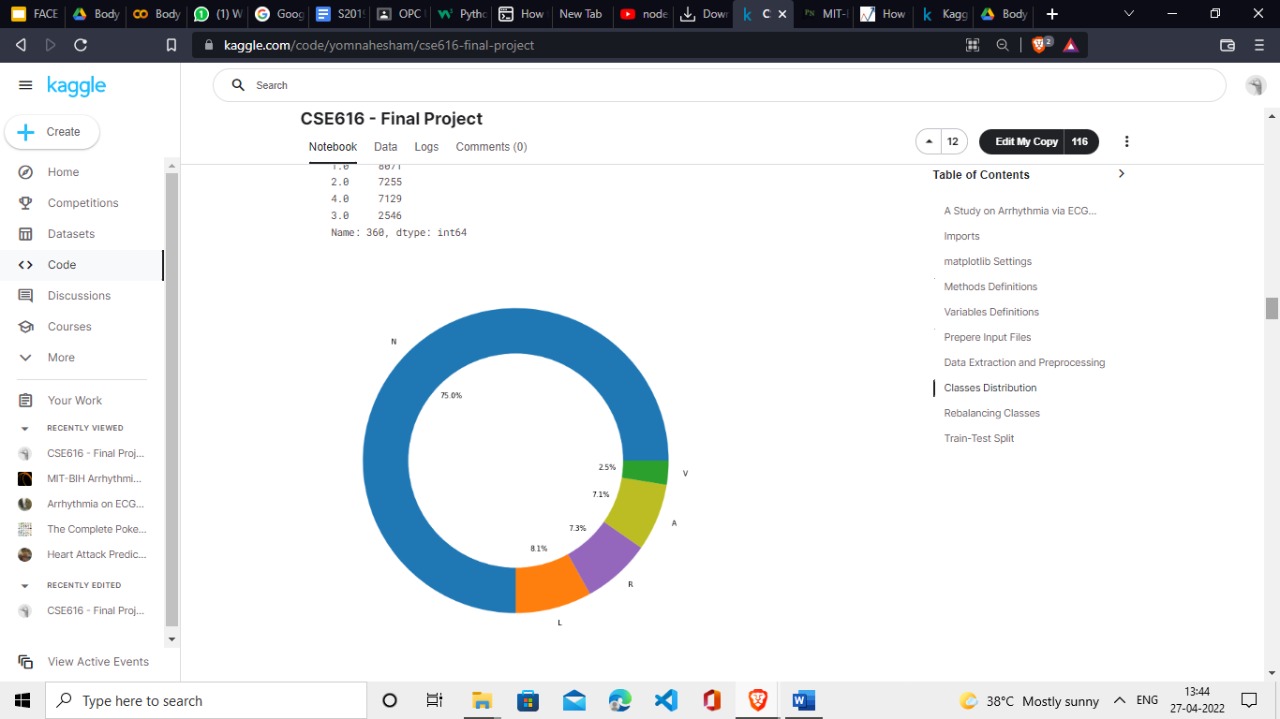 FACE
Body
Body
(1) W
Goog
S2019
OPC U
Pytho
How
New Tab
node
Down
C
MIT-I
How
Kagg
Body
kaggle.com/code/yomnahesham/cse616-final-project
2
kaggle
Search
CSE616 - Final Project
Create
12
Edit My Copy
116
Notebook
Data
Logs
Comments (0)
Home
Competitions
Datasets
Code
Discussions
Courses
More
Your Work
RECENTLY VIEWED
CSE616 - Final Proj...
MIT-BIH Arrhythmi...
Arrhythmia on ECG...
The Complete Poke...
Heart Attack Predic...
RECENTLY EDITED
CSE616 - Final Proj...
View Active Events
1.0 8071
2.0 7255
4.0 7129
3.0 2546
Name: 360, dtype: int64
N
75.0%
2.5%
V
7.1%
A
7.3%
R
8.1%
L
Table of Contents
A Study on Arrhythmia via ECG...
Imports
matplotlib Settings
Methods Definitions
Variables Definitions
Prepere Input Files
Data Extraction and Preprocessing
Classes Distribution
Rebalancing Classes
Train-Test Split
Type here to search
38°C Mostly sunny
ENG
13:44
27-04-2022